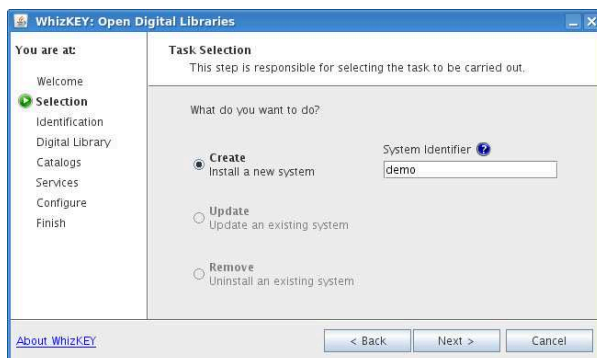 WhizKEY: Open Digital Libraries
You are at:
Welcome
Selection
Identification
Digital Library
Catalogs
Services
Configure
Finish
Task Selection
This step is responsible for selecting the task to be carried out.
What do you want to do?
Create
Install a new system
System Identifier ?
demo
Update
Update an existing system
Remove
Uninstall an existing system
About WhizKEY
< Back
Next >
Cancel